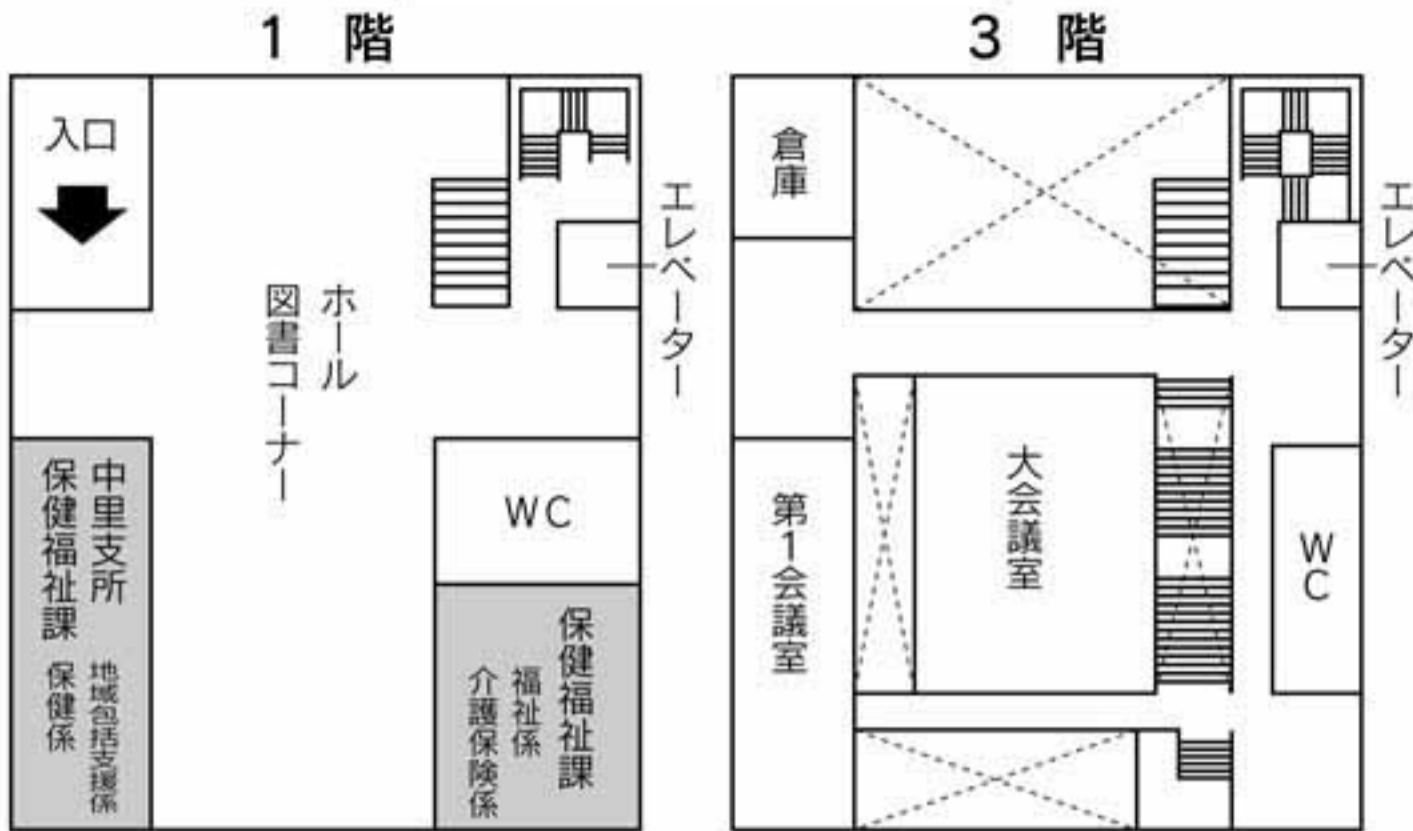 1 階
入口
ホール
図書コーナー
エレベーター
中里支所
保健福祉課
地域包括支援係
保健係
WC
保健福祉課
福祉係
介護保険係
3 階
倉庫
エレベーター
第1会議室
大会議室
WC